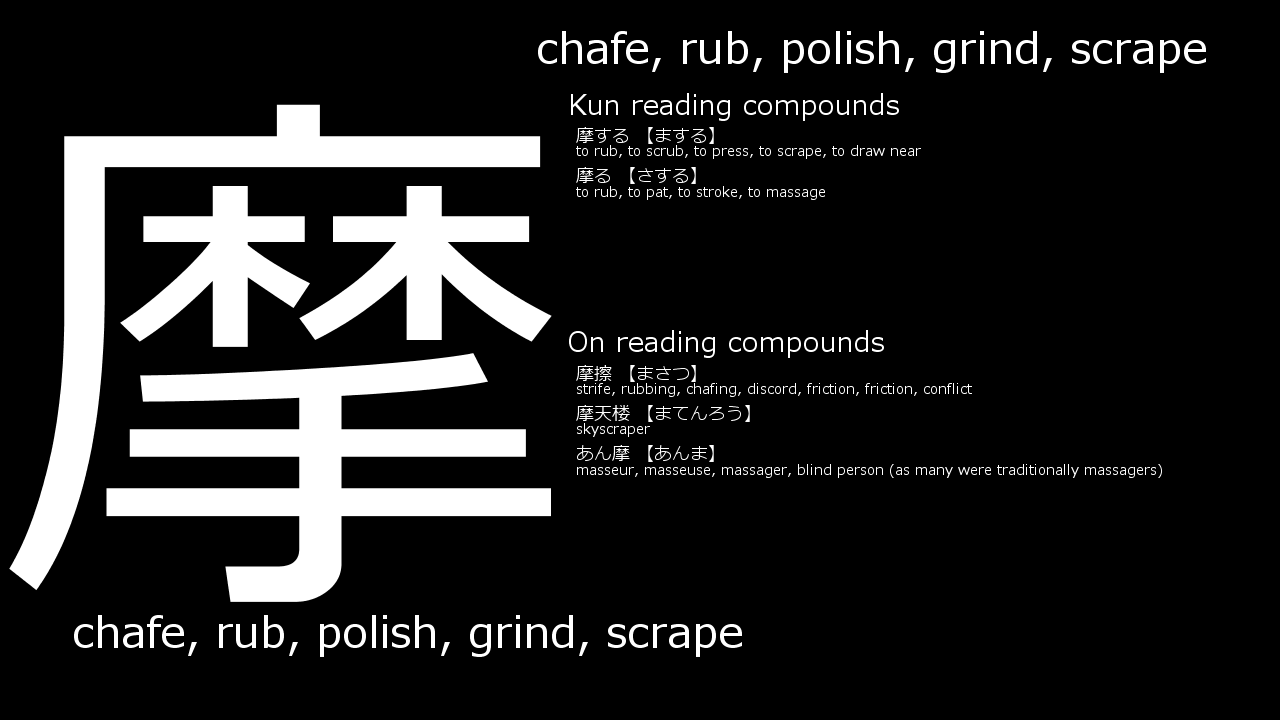 chafe, rub, polish, grind, scrape
摩
Kun reading compounds
摩する 【まする】
to rub, to scrub, to press, to scrape, to draw near
摩る 【さする】
to rub, to pat, to stroke, to massage
On reading compounds
摩擦 【まさつ】
strife, rubbing, chafing, discord, friction, friction, conflict
摩天楼 【まてんろう】
skyscraper
あん摩 【あんま】
masseur, masseuse, massager, blind person (as many were traditionally massagers)
chafe, rub, polish, grind, scrape